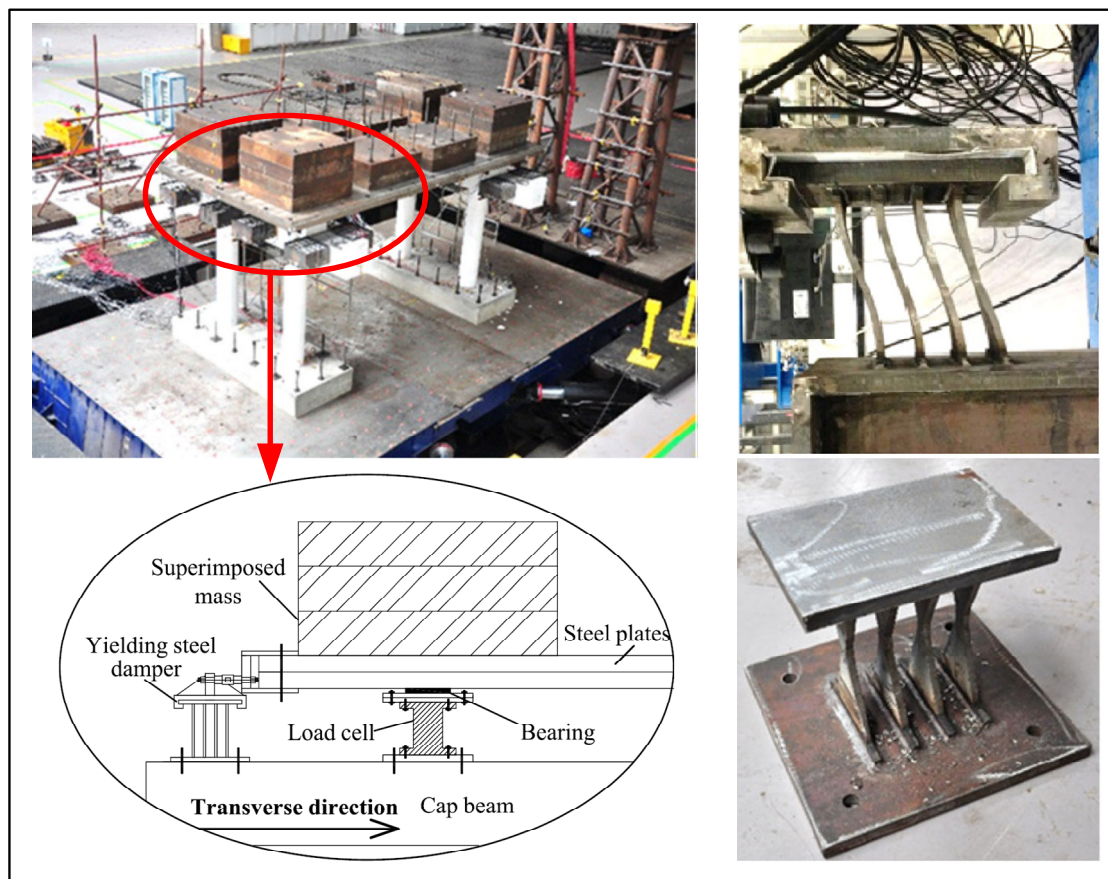 Superimposed
mass
Yielding steel
damper
Steel plates
Load cell
Bearing
Transverse direction
Cap beam